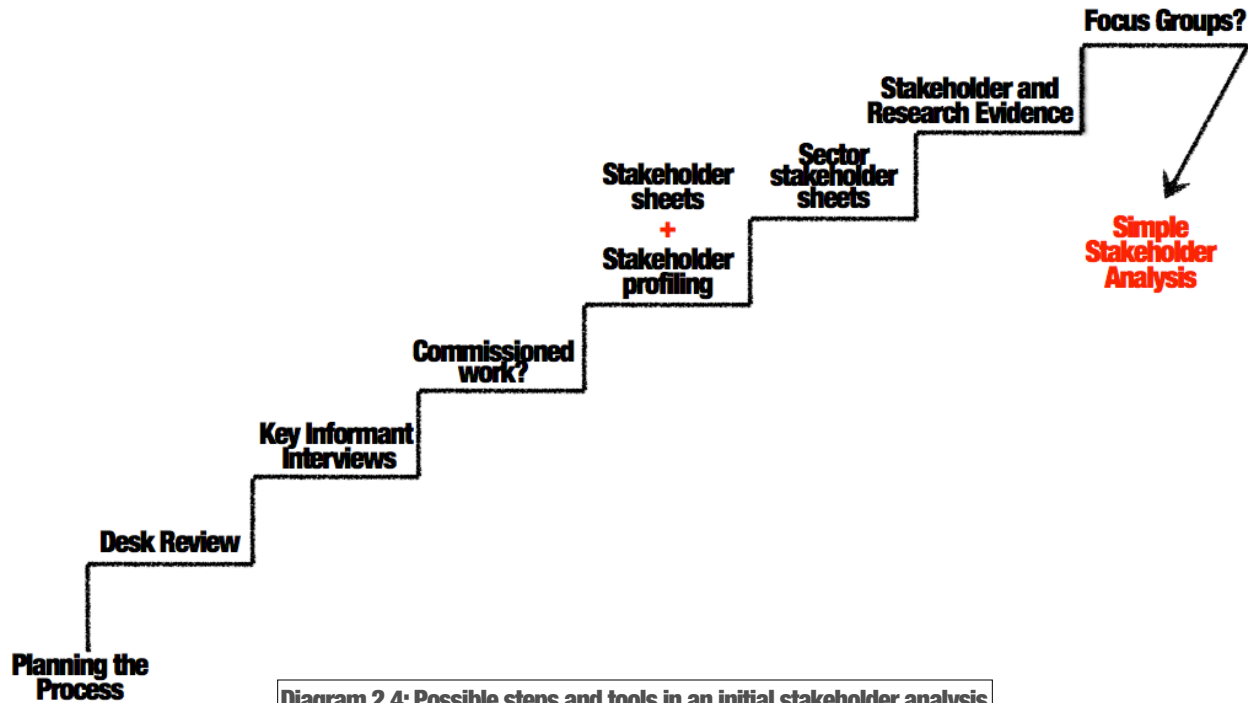 Focus Groups?
Stakeholder and
Research Evidence
Sector
stakeholder
sheets
Stakeholder
sheets
+
Stakeholder
profiling
Simple
Stakeholder
Analysis
Commissioned
work?
Key Informant
Interviews
Desk Review
Planning the
Process
Diagram 2.4: Possible steps and tools in an initial stakeholder analysis